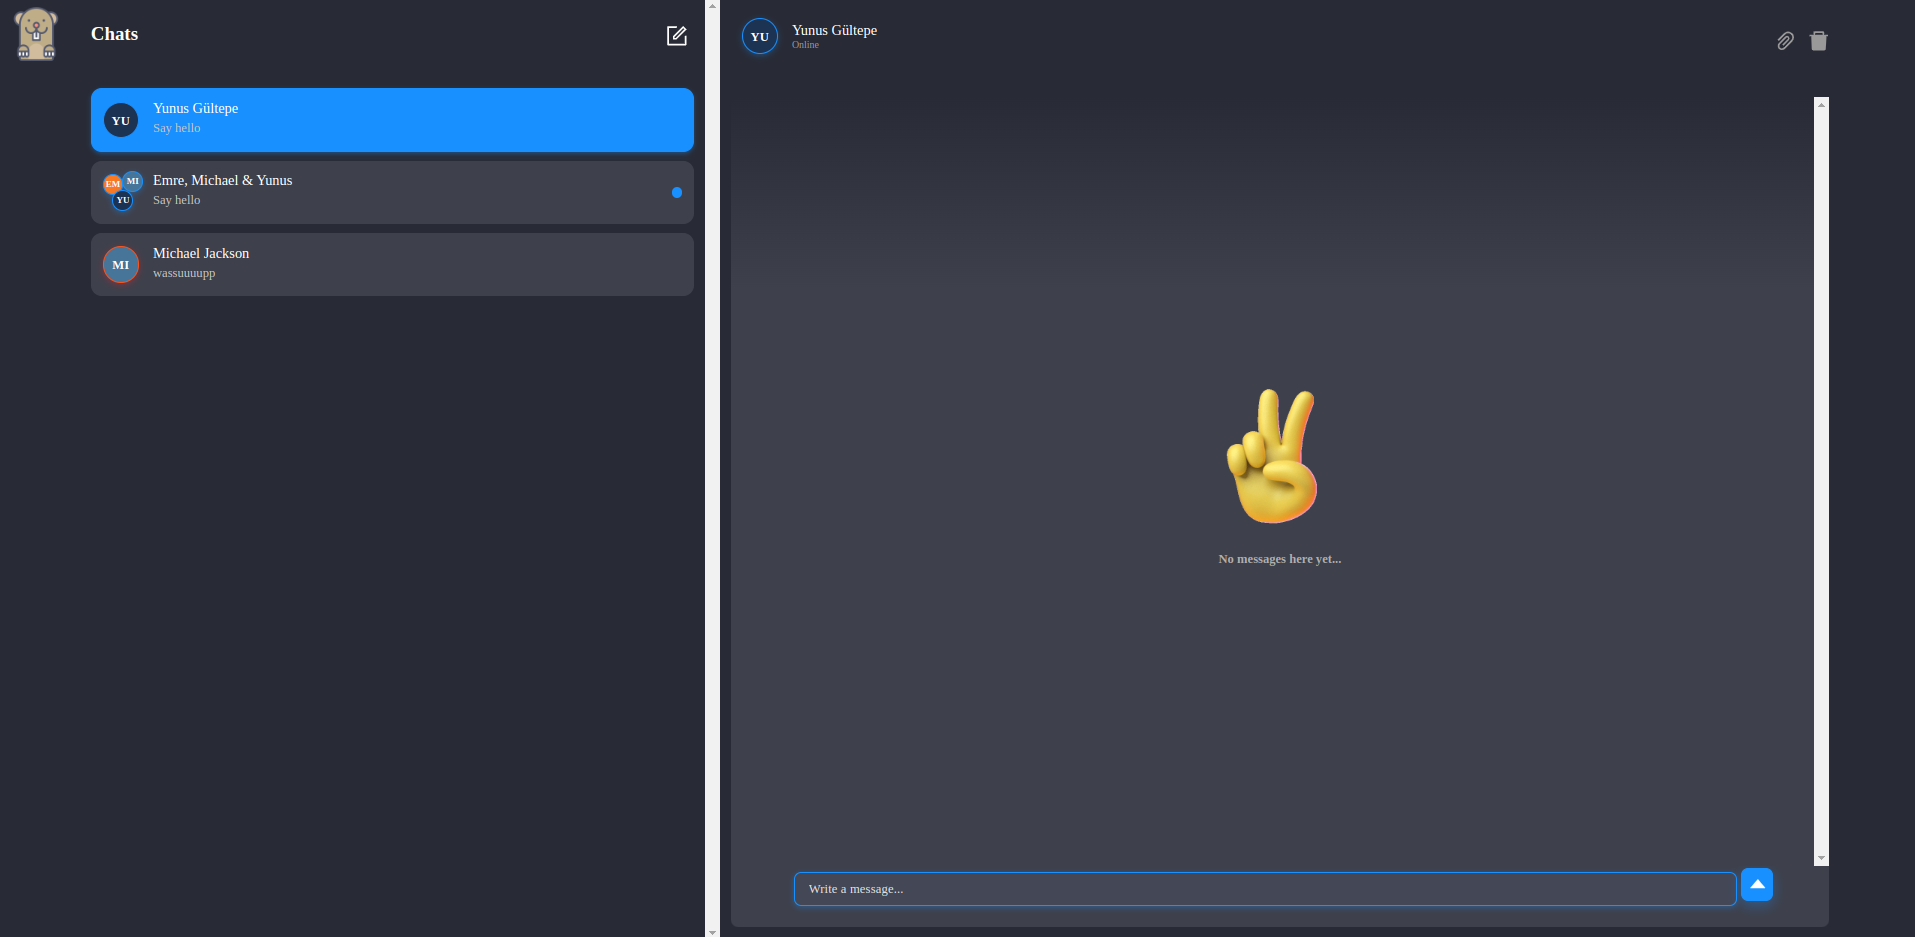 Chats
YU
Yunus Gültepe
Say hello
EM
MI
YU
Emre, Michael & Yunus
Say hello
MI
Michael Jackson
wassuuuupp
YU
Yunus Gültepe
Online
No messages here yet...
Write a message...